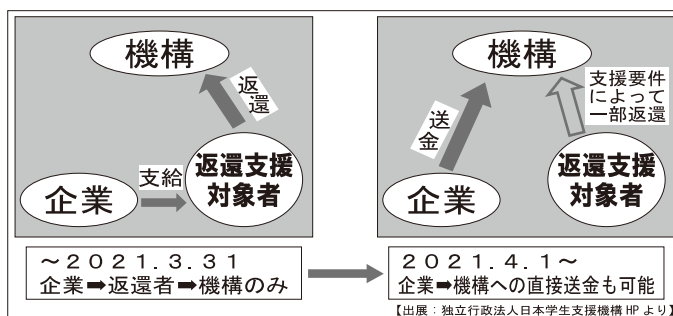 機構
返還
支給
企業
返還支援
対象者
～２０２１.３.３１
企業➡返還者➡機構のみ
機構
送金
支援要件
によって
一部返還
企業
返還支援
対象者
２０２１.４.１～
企業➡機構への直接送金も可能
【出展：独立行政法人日本学生支援機構 HP より】